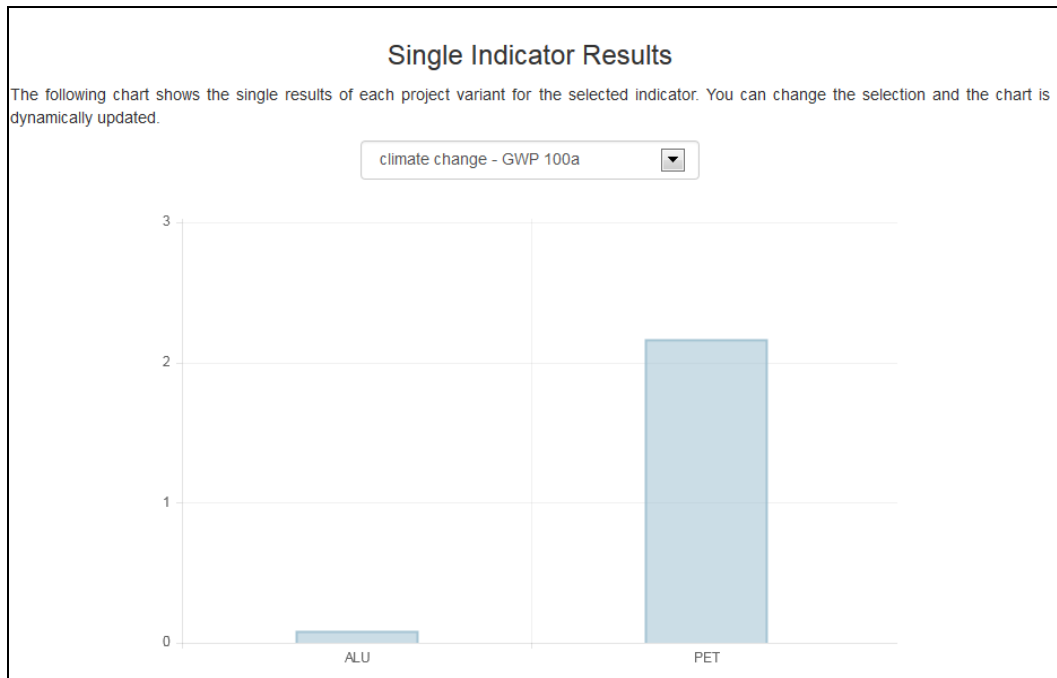 Single Indicator Results
The following chart shows the single results of each project variant for the selected indicator. You can change the selection and the chart is
dynamically updated.
climate change - GWP 100a
3
2
1
0
ALU PET